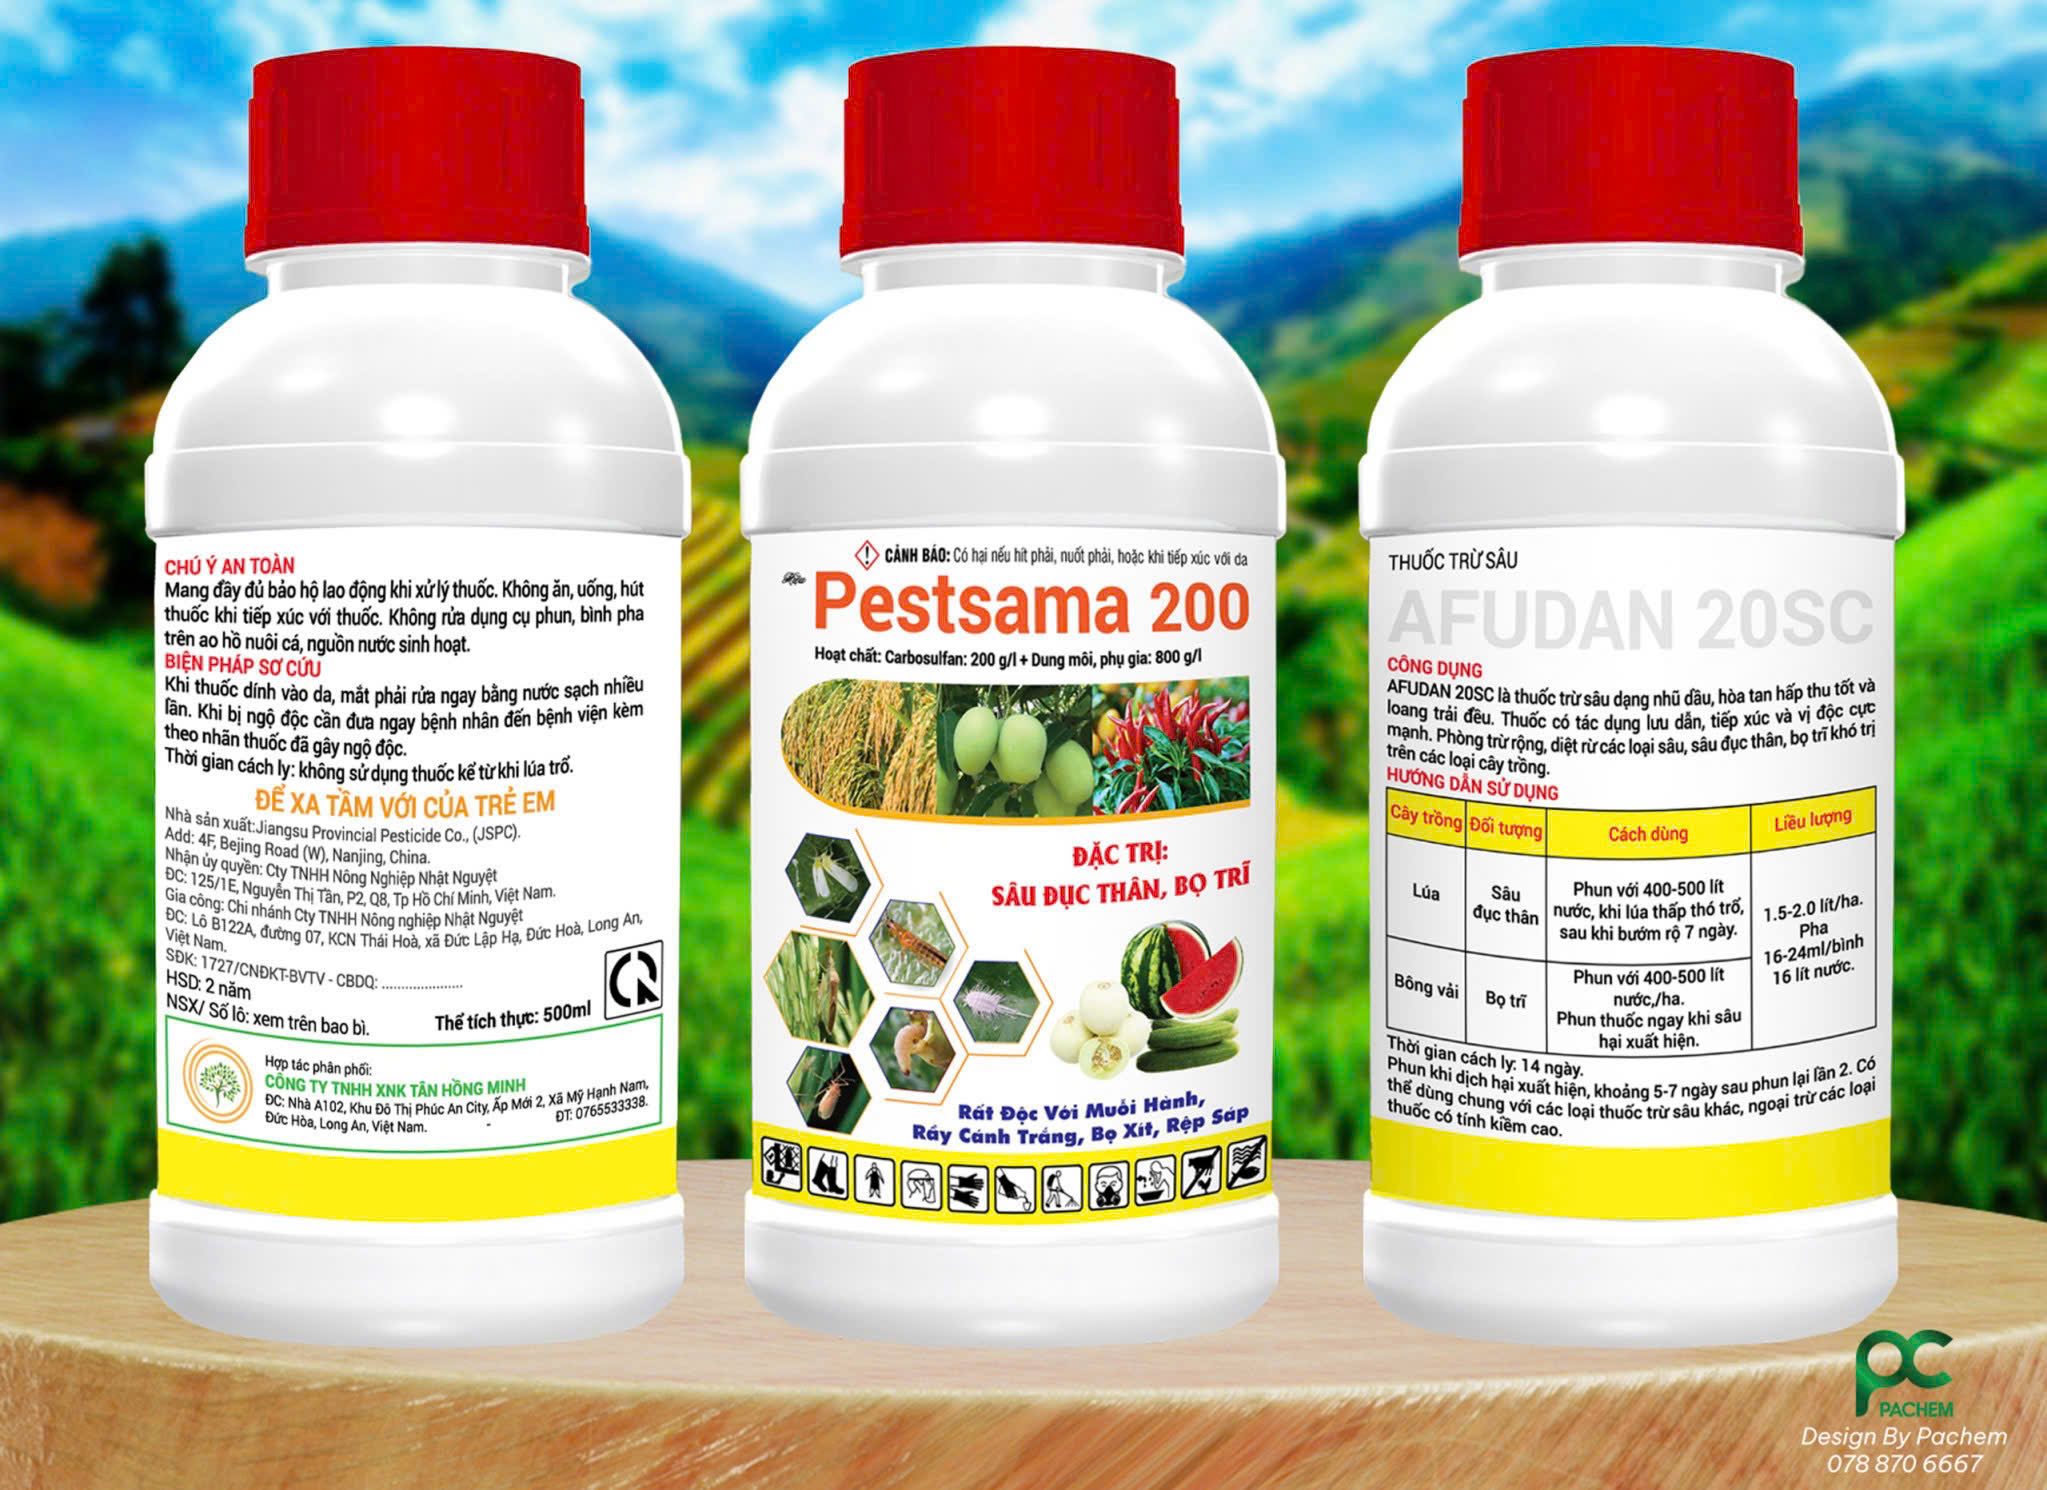 CHÚ Ý AN TOÀN
Mang đầy đủ bảo hộ lao động khi xử lý thuốc. Không ăn, uống, hút
thuốc khi tiếp xúc với thuốc. Không rửa dụng cụ phun, bình pha
trên ao hồ nuôi cá, nguồn nước sinh hoạt.
BIỆN PHÁP SƠ CỨU
Khi thuốc dính vào da, mắt phải rửa ngay bằng nước sạch nhiều
lần. Khi bị ngộ độc cần đưa ngay bệnh nhân đến bệnh viện kèm
theo nhãn thuốc đã gây ngộ độc.
Thời gian cách ly: không sử dụng thuốc kể từ khi lúa trổ.
ĐỂ XA TẦM VỚI CỦA TRẺ EM
Nhà sản xuất:Jiangsu Provincial Pesticide Co., (JSPC).
Add: 4F, Bejing Road (W), Nanjing, China.
Nhận ủy quyền: Cty TNHH Nông Nghiệp Nhật Nguyệt
ĐC: 125/1E, Nguyễn Thị Tần, P2, Q8, Tp Hồ Chí Minh, Việt Nam.
Gia công: Chi nhánh Cty TNHH Nông nghiệp Nhật Nguyệt
ĐC: Lô B122A, đường 07, KCN Thái Hoà, xã Đức Lập Hạ, Đức Hoà, Long An,
Việt Nam.
SĐK: 1727/CNĐKT-BVTV - CBDQ: .....................
HSD: 2 năm
NSX/ Số lô: xem trên bao bì.
Thể tích thực: 500ml
Hợp tác phân phối:
CÔNG TY TNHH XNK TÂN HỒNG MINH
ĐC: Nhà A102, Khu Đô Thị Phúc An City, Ấp Mới 2, Xã Mỹ Hạnh Nam,
Đức Hòa, Long An, Việt Nam. - ĐT: 0765533338.
CẢNH BÁO: Có hại nếu hít phải, nuốt phải, hoặc khi tiếp xúc với da
Pestsama 200
Hoạt chất: Carbosulfan: 200 g/l + Dung môi, phụ gia: 800 g/l
ĐẶC TRỊ:
SÂU ĐỤC THÂN, BỌ TRĨ
Rất Độc Với Muỗi Hành,
Rầy Cánh Trắng, Bọ Xít, Rệp Sáp
THUỐC TRỪ SÂU
AFUDAN 20SC
CÔNG DỤNG
AFUDAN 20SC là thuốc trừ sâu dạng nhũ dầu, hòa tan hấp thu tốt và
loang trải đều. Thuốc có tác dụng lưu dẫn, tiếp xúc và vị độc cực
mạnh. Phòng trừ rộng, diệt rừ các loại sâu, sâu đục thân, bọ trĩ khó trị
trên các loại cây trồng.
HƯỚNG DẪN SỬ DỤNG
Cây trồng Đối tượng Cách dùng Liều lượng
Lúa
Sâu
đục thân
Phun với 400-500 lít
nước, khi lúa thấp thó trổ,
sau khi bướm rộ 7 ngày.
1.5-2.0 lít/ha.
Pha
16-24ml/bình
16 lít nước.
Bông vải
Bọ trĩ
Phun với 400-500 lít
nước,/ha.
Phun thuốc ngay khi sâu
hại xuất hiện.
Thời gian cách ly: 14 ngày.
Phun khi dịch hại xuất hiện, khoảng 5-7 ngày sau phun lại lần 2. Có
thể dùng chung với các loại thuốc trừ sâu khác, ngoại trừ các loại
thuốc có tính kiềm cao.
PC
PACHEM
Design By Pachem
078 870 6667